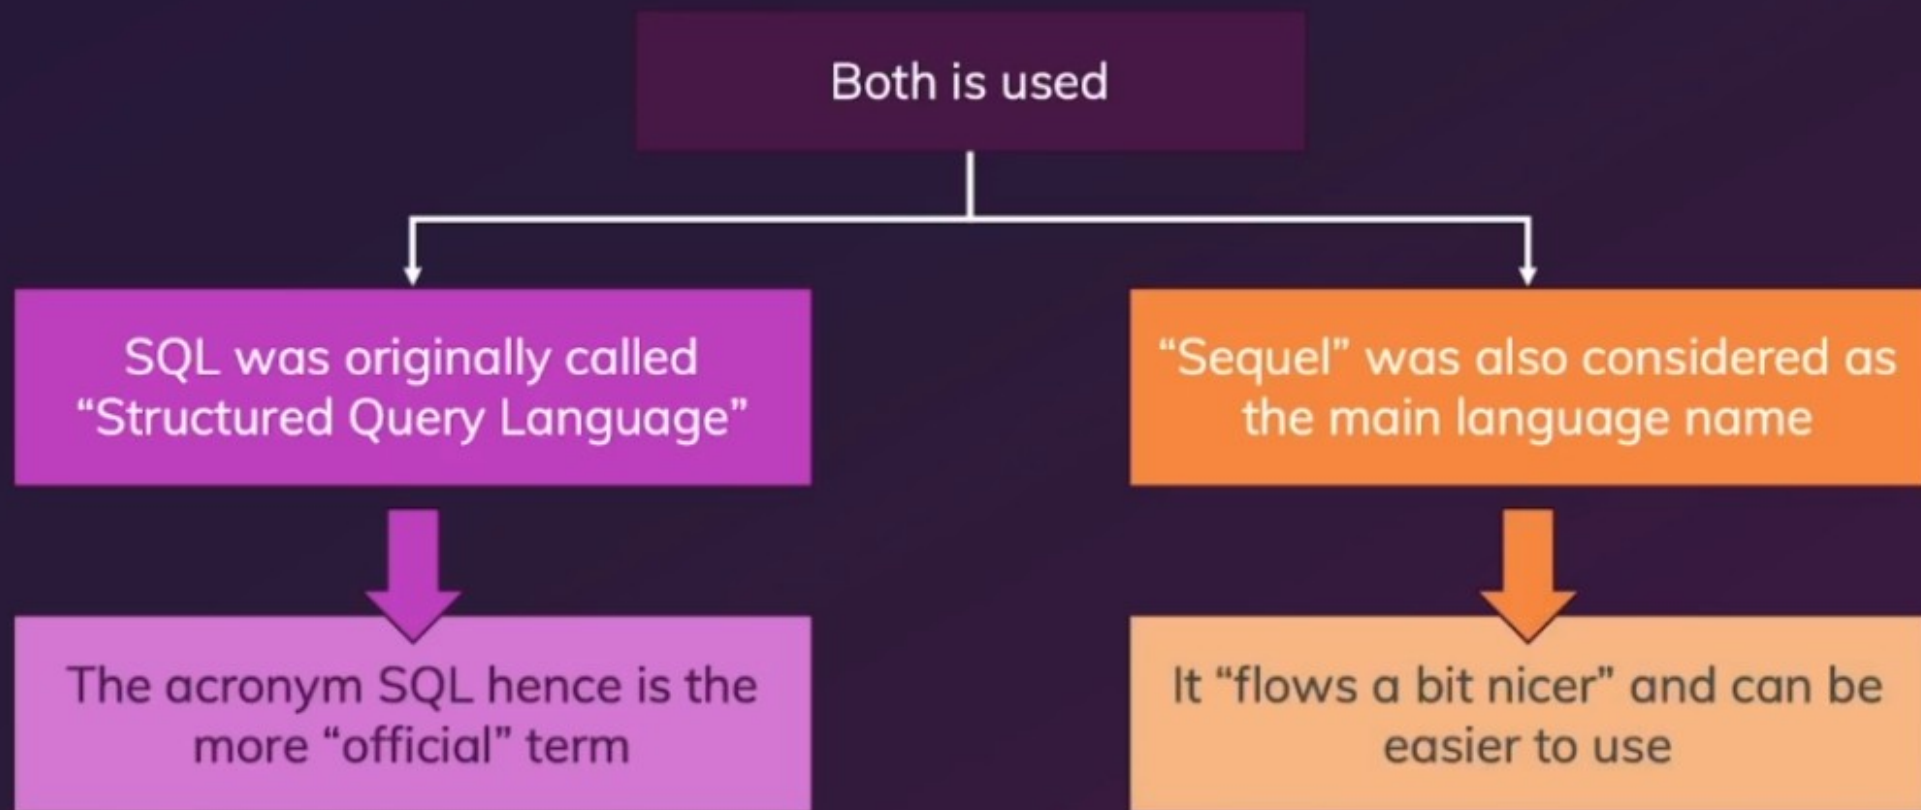 Both is used
SQL was originally called
“Structured Query Language”
“Sequel” was also considered as
the main language name
The acronym SQL hence is the
more “official” term
It “flows a bit nicer” and can be
easier to use